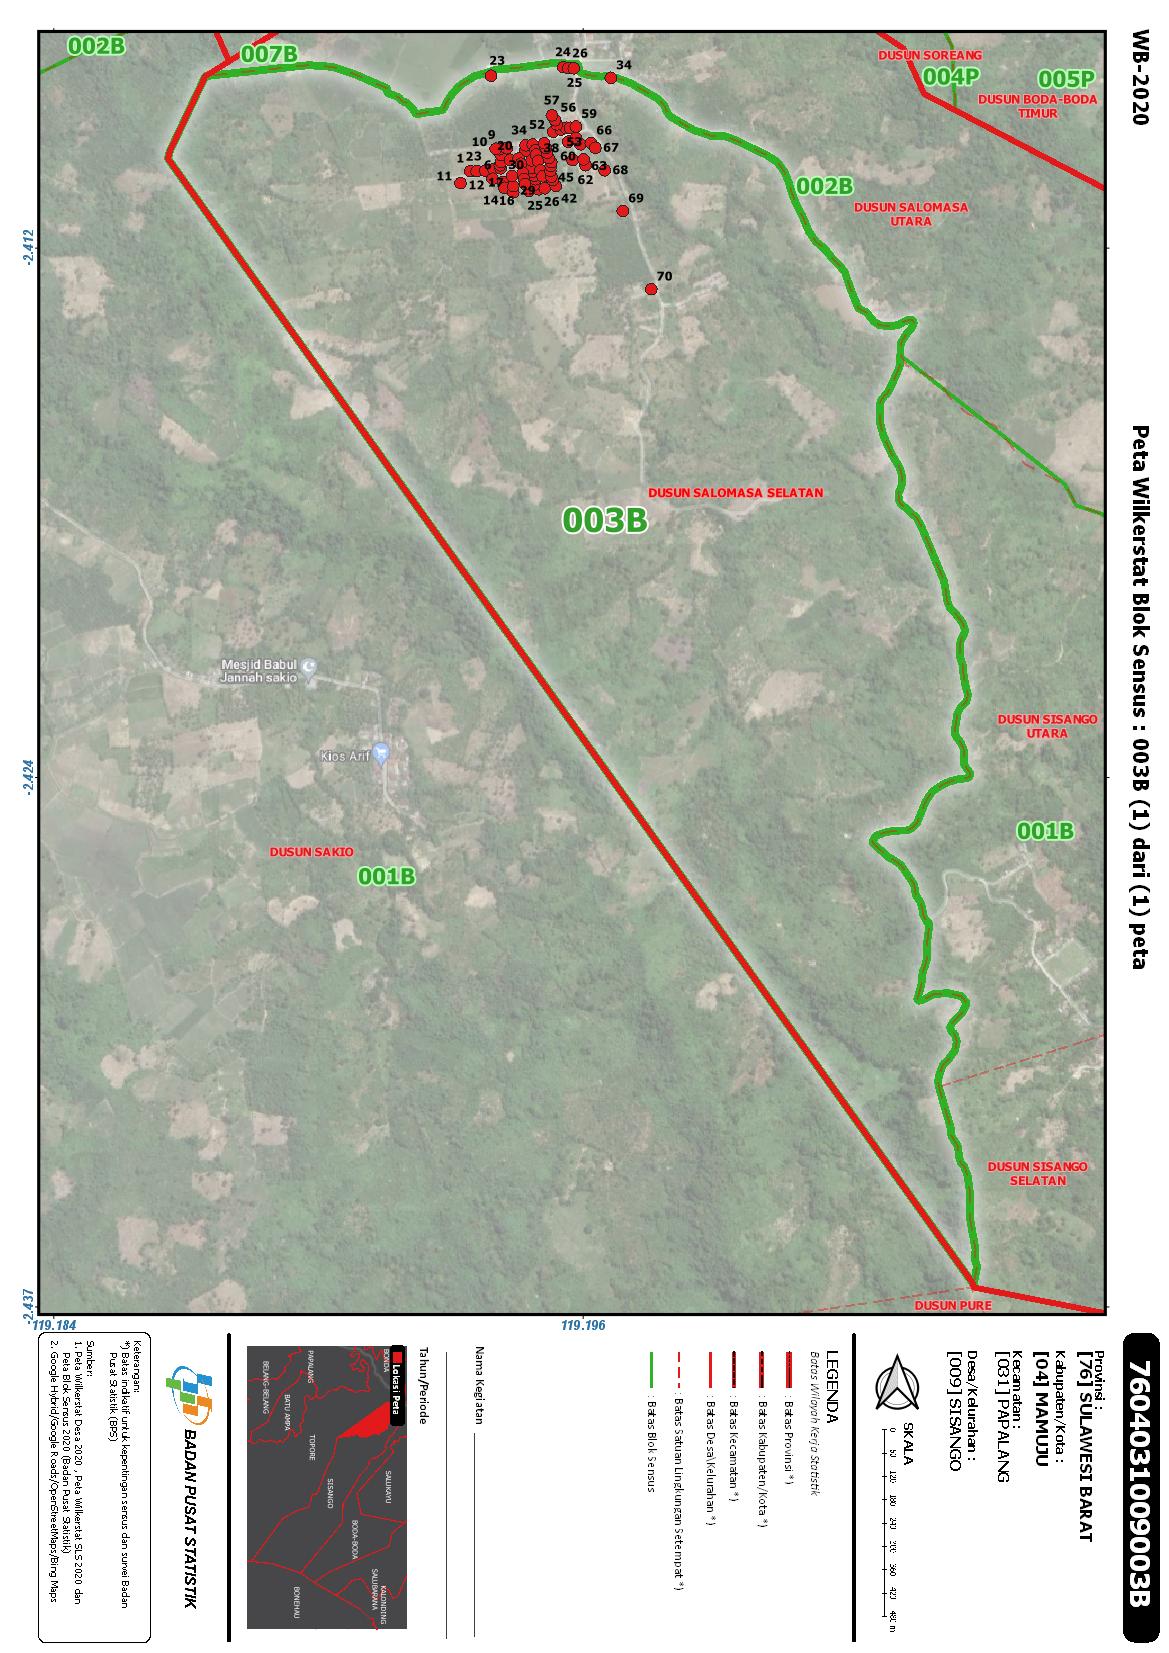 WB-2020
Peta Wilkerstat Blok Sensus : 003B (1) dari (1) peta
002B
007B
DUSUN SOREANG
004P
005P
DUSUN BODA-BODA
TIMUR
23
24
26
25
34
57
56
59
52
34
9
10
20
38
53
66
67
1
23
6
30
60
63
68
11
12
17
29
45
62
14
16
25
26
42
69
70
002B
DUSUN SALOMASA
UTARA
DUSUN SALOMASA SELATAN
003B
Mesjid Babul
Jannah sakio
Kios Arif
DUSUN SAKIO
001B
DUSUN SISANGO
UTARA
001B
DUSUN SISANGO
SELATAN
DUSUN PURE
-2.412
-2.424
-2.437
119.184
119.196
7604031009003B
Provinsi :
[76] SULAWESI BARAT
Kabupaten/Kota :
[04] MAMUJU
Kecamatan :
[031] PAPALANG
Desa/Kelurahan :
[009] SISANGO
SKALA
0
LEGENDA
Batas Wilayah Kerja Statistik
: Batas Provinsi *)
: Batas Kabupaten/Kota *)
: Batas Kecamatan *)
: Batas Desa\Kelurahan *)
: Batas Satuan Lingkungan Setempat *)
: Batas Blok Sensus
Nama Kegiatan
Tahun/Periode
Lokasi Peta
BONDA
PAPALANG
BATU AMPA
BELANG-BELANG
TOPORE
SISANGO
SALUKAYU
BODA-BODA
KALONDING
SALUBARANA
BONEHAU
BADAN PUSAT STATISTIK
Keterangan:
*) Batas indikatif untuk kepentingan sensus dan survei Badan
Pusat Statistik (BPS)
Sumber:
1. Peta Wilkerstat Desa 2020 , Peta Wilkerstat SLS 2020 dan
Peta Blok Sensus 2020 (Badan Pusat Statistik)
2. Google Hybrid/Google Roads/OpenStreetMaps/Bing Maps